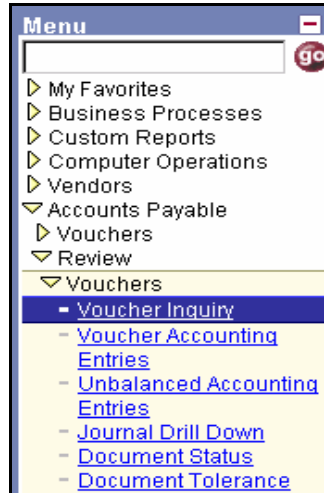 Menu
go
My Favorites
Business Processes
Custom Reports
Computer Operations
Vendors
Accounts Payable
Vouchers
Review
Vouchers
Voucher Inquiry
Voucher Accounting
Entries
Unbalanced Accounting
Entries
Journal Drill Down
Document Status
Document Tolerance